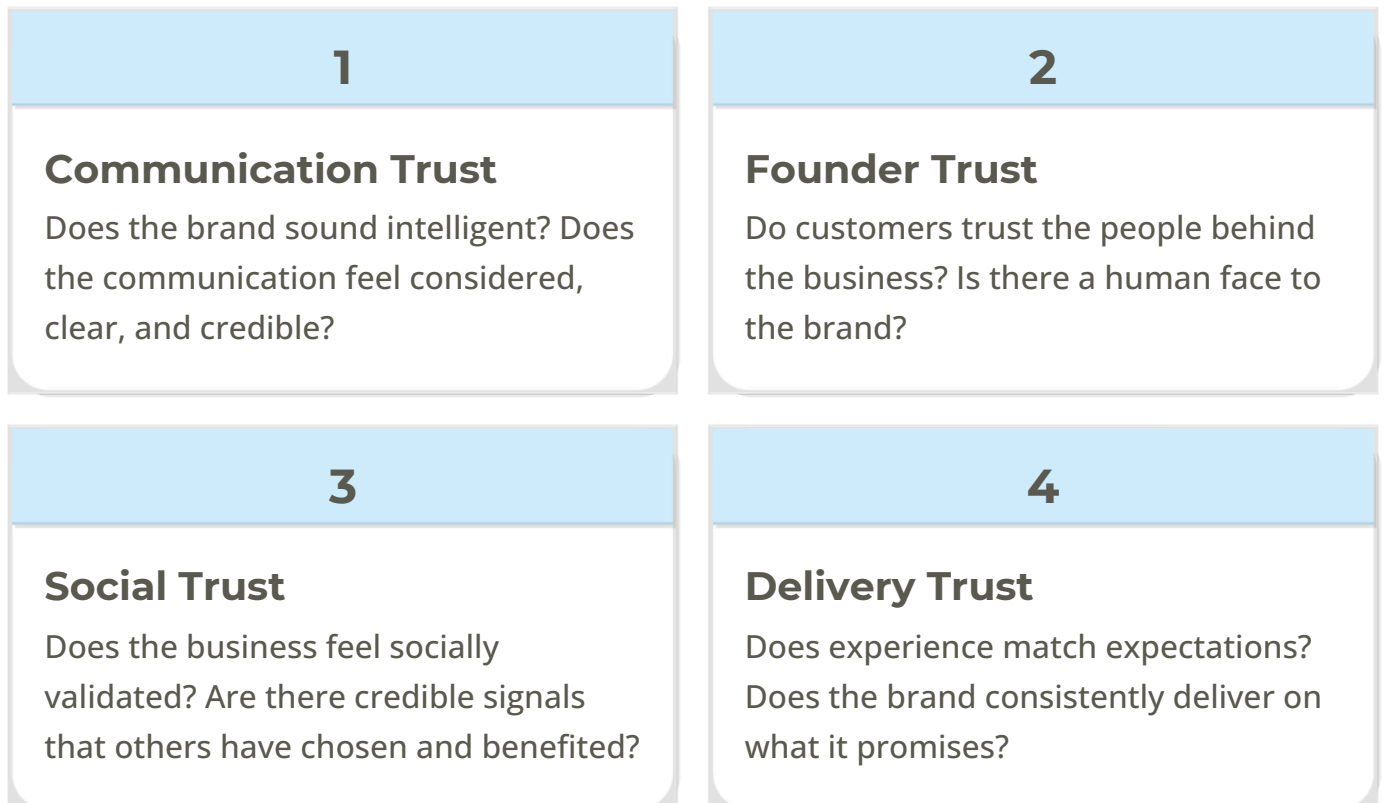 1
Communication Trust
Does the brand sound intelligent? Does
the communication feel considered,
clear, and credible?
2
Founder Trust
Do customers trust the people behind
the business? Is there a human face to
the brand?
3
Social Trust
Does the business feel socially
validated? Are there credible signals
that others have chosen and benefited?
4
Delivery Trust
Does experience match expectations?
Does the brand consistently deliver on
what it promises?